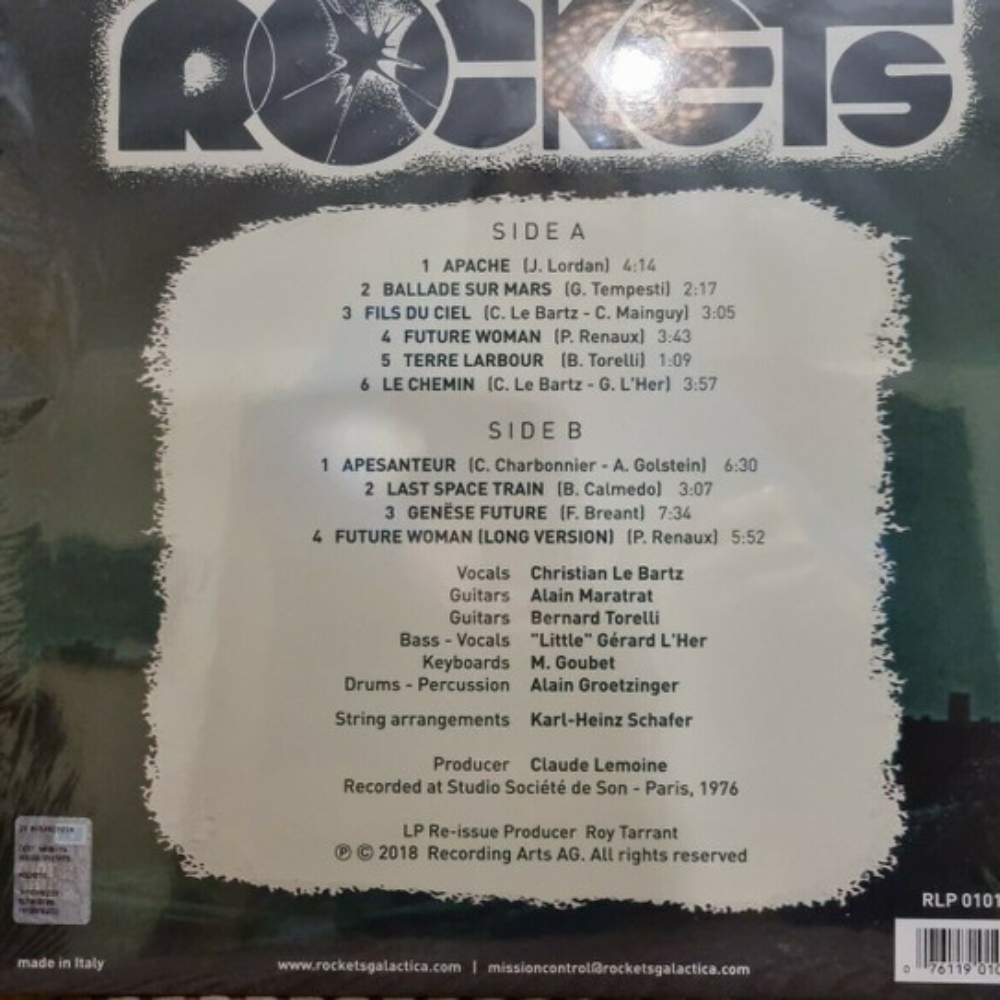 ROCKETS
SIDE A
1 APACHE (J. Lordan) 4:14
2 BALLADE SUR MARS (G. Tempesti) 2:17
3 FILS DU CIEL (C. Le Bartz - C. Mainguy) 3:05
4 FUTURE WOMAN (P. Renaux) 3:43
5 TERRE LARBOUR (B. Torelli) 1:09
6 LE CHEMIN (C. Le Bartz - G. L'Her) 3:57
SIDE B
1 APESANTEUR (C. Charbonnier - A. Golstein) 6:30
2 LAST SPACE TRAIN (B. Calmedo) 3:07
3 GENËSE FUTURE (F. Breant) 7:34
4 FUTURE WOMAN (LONG VERSION) (P. Renaux) 5:52
Vocals Christian Le Bartz
Guitars Alain Maratrat
Guitars Bernard Torelli
Bass - Vocals "Little" Gérard L'Her
Keyboards M. Goubet
Drums - Percussion Alain Groetzinger
String arrangements Karl-Heinz Schafer
Producer Claude Lemoine
Recorded at Studio Société de Son - Paris, 1976
LP Re-issue Producer Roy Tarrant
℗ © 2018 Recording Arts AG. All rights reserved
RLP 0101
made in Italy
www.rocketsgalactica.com | missioncontrol@rocketsgalactica.com
0 76119 010